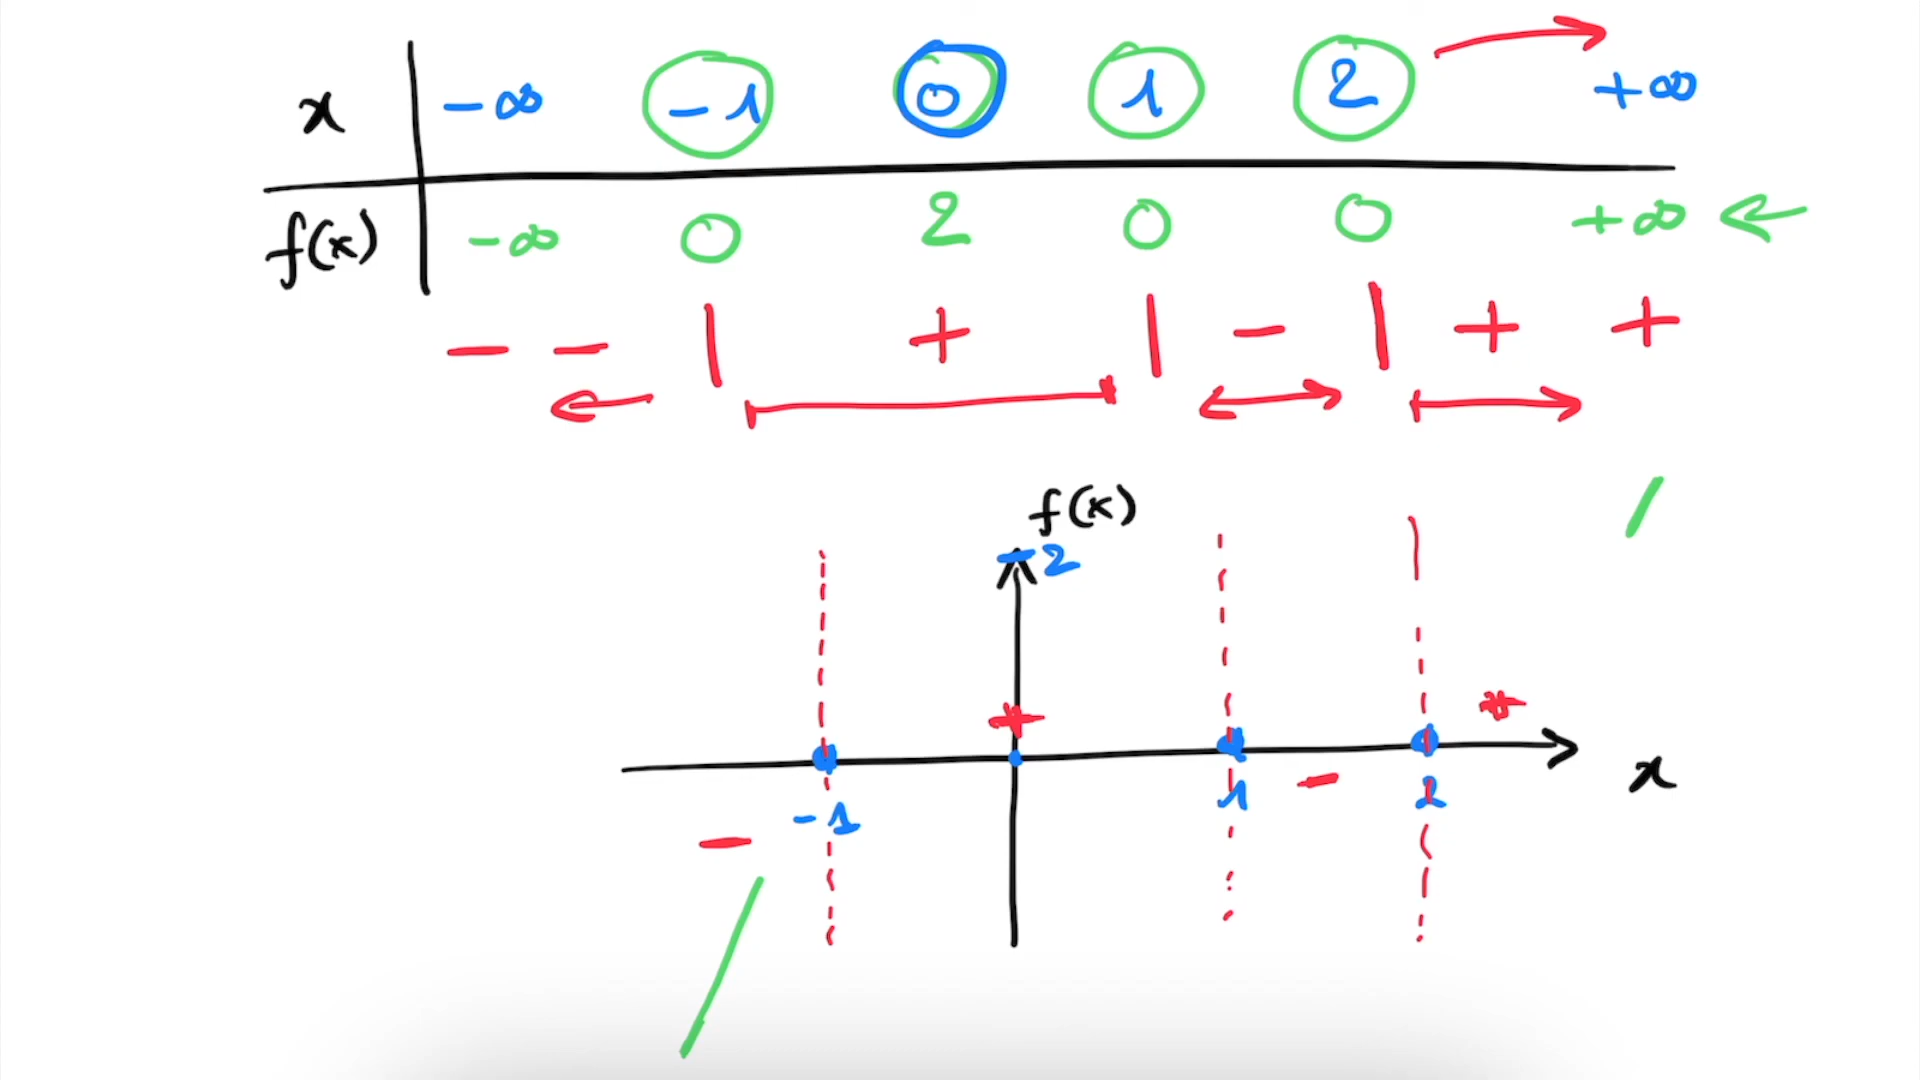 x -∞ -1 0 1 2 +∞
f(x) -∞ 0 2 0 0 +∞
- - | + | - | + +
f(x)
2
+ +
x
- -1 1 - 2